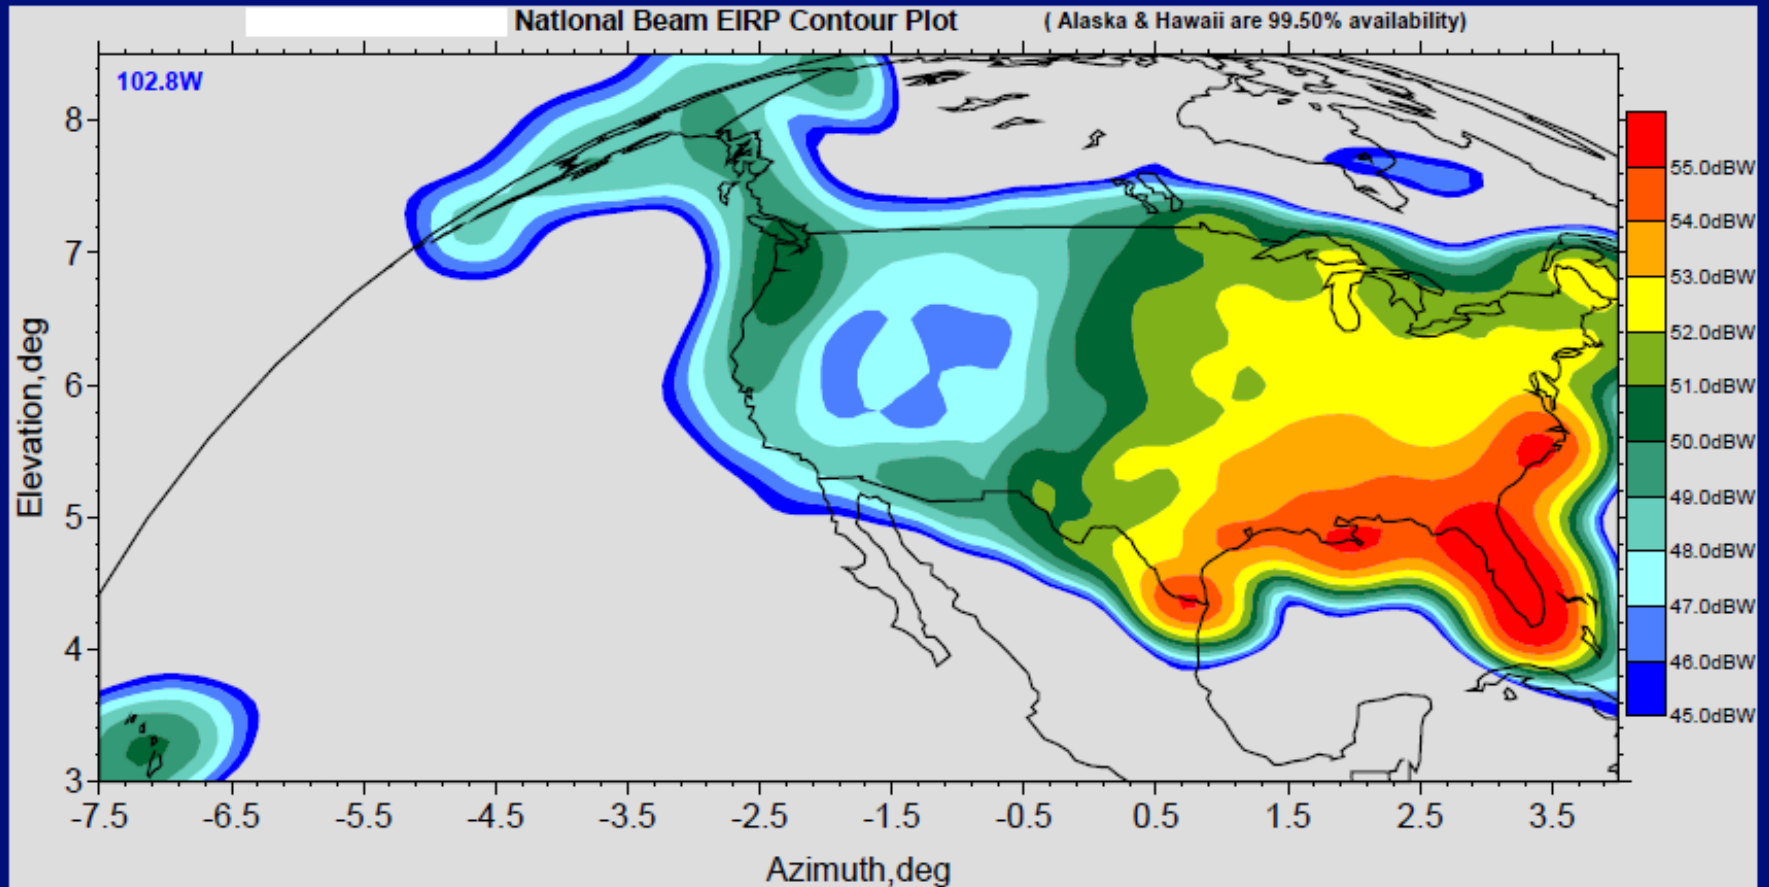 National Beam EIRP Contour Plot ( Alaska & Hawaii are 99.50% availability)
102.8W
8
7
6
5
4
3
Elevation,deg
-7.5 -6.5 -5.5 -4.5 -3.5 -2.5 -1.5 -0.5 0.5 1.5 2.5 3.5
Azimuth,deg
55.0dBW
54.0dBW
53.0dBW
52.0dBW
51.0dBW
50.0dBW
49.0dBW
48.0dBW
47.0dBW
46.0dBW
45.0dBW